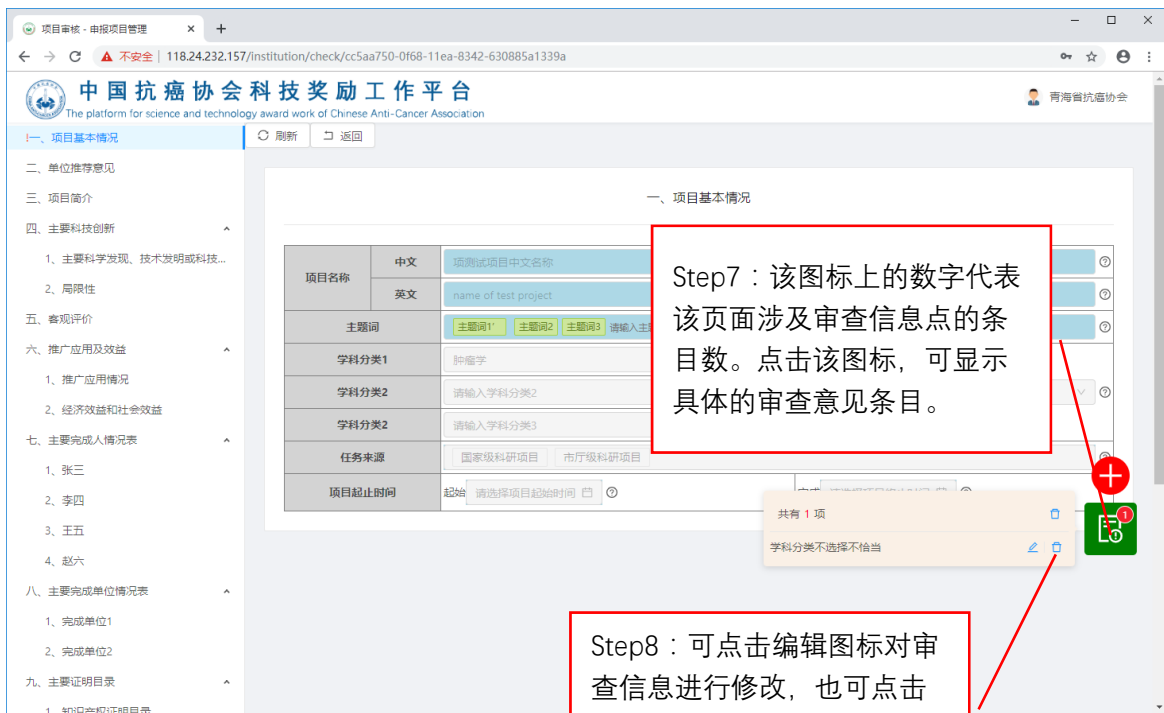 项目审核 - 申报项目管理
不安全 | 118.24.232.157/institution/check/cc5aa750-0f68-11ea-8342-630885a1339a
中国抗癌协会科技奖励工作平台
The platform for science and technology award work of Chinese Anti-Cancer Association
青海省抗癌协会
!一、项目基本情况
刷新 返回
二、单位推荐意见
三、项目简介
四、主要科技创新
1、主要科学发现、技术发明或科技...
2、局限性
五、客观评价
六、推广应用及效益
1、推广应用情况
2、经济效益和社会效益
七、主要完成人情况表
1、张三
2、李四
3、王五
4、赵六
八、主要完成单位情况表
1、完成单位1
2、完成单位2
九、主要证明目录
1、知识产权证明目录
一、项目基本情况
项目名称
中文 项测试项目中文名称
英文 name of test project
主题词 主题词1' 主题词2 主题词3 请输入主
学科分类1 肿瘤学
学科分类2 请输入学科分类2
学科分类2 请输入学科分类3
任务来源 国家级科研项目 市厅级科研项目
项目起止时间 起始 请选择项目起始时间
共有 1 项
学科分类不选择不恰当
1
Step7：该图标上的数字代表
该页面涉及审查信息点的条
目数。点击该图标，可显示
具体的审查意见条目。
Step8：可点击编辑图标对审
查信息进行修改，也可点击